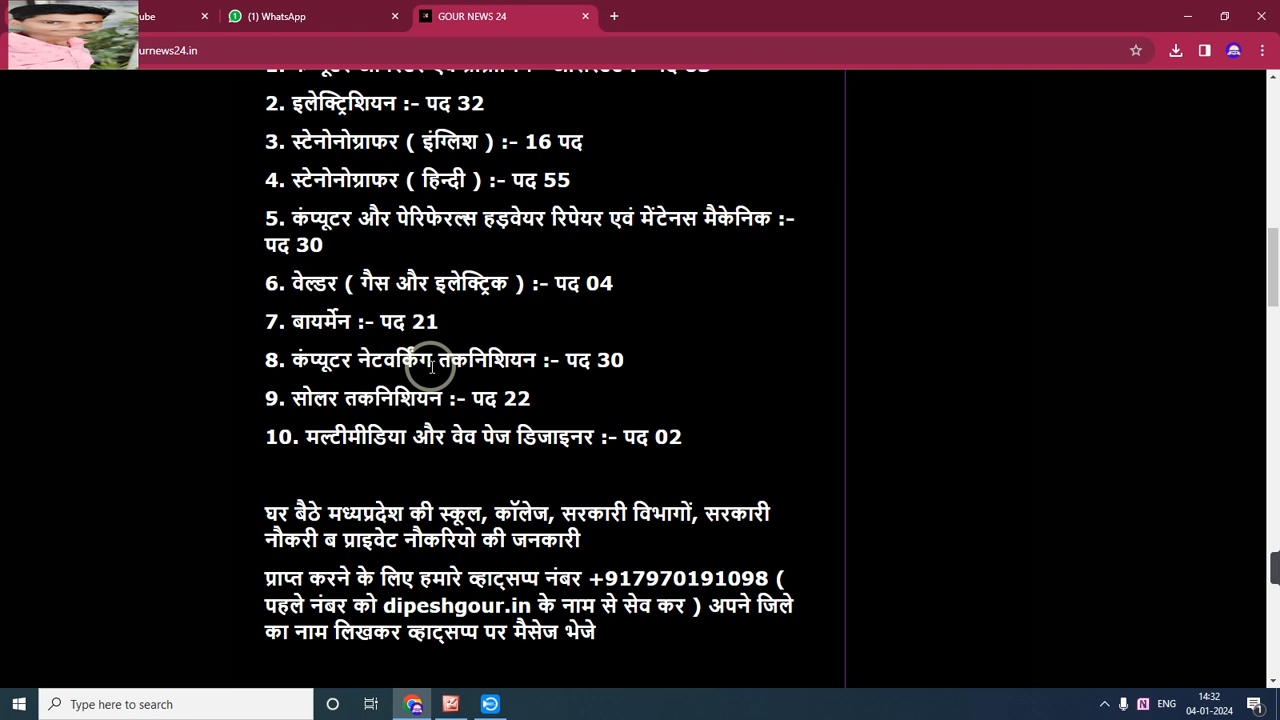 ube
(1) WhatsApp
GOUR NEWS 24
urnews24.in
2. इलेक्ट्रिशियन :- पद 32
3. स्टेनोनोग्राफर ( इंग्लिश ) :- 16 पद
4. स्टेनोनोग्राफर ( हिन्दी ) :- पद 55
5. कंप्यूटर और पेरिफेरल्स हड़वेयर रिपेयर एवं मेंटेनस मैकेनिक :-
पद 30
6. वेल्डर ( गैस और इलेक्ट्रिक ) :- पद 04
7. बायर्मेन :- पद 21
8. कंप्यूटर नेटवर्किंग तकनिशियन :- पद 30
9. सोलर तकनिशियन :- पद 22
10. मल्टीमीडिया और वेव पेज डिजाइनर :- पद 02
घर बैठे मध्यप्रदेश की स्कूल, कॉलेज, सरकारी विभागों, सरकारी
नौकरी ब प्राइवेट नौकरियो की जनकारी
प्राप्त करने के लिए हमारे व्हाट्सप्प नंबर +917970191098 (
पहले नंबर को dipeshgour.in के नाम से सेव कर ) अपने जिले
का नाम लिखकर व्हाट्सप्प पर मैसेज भेजे
Type here to search
ENG
14:32
04-01-2024